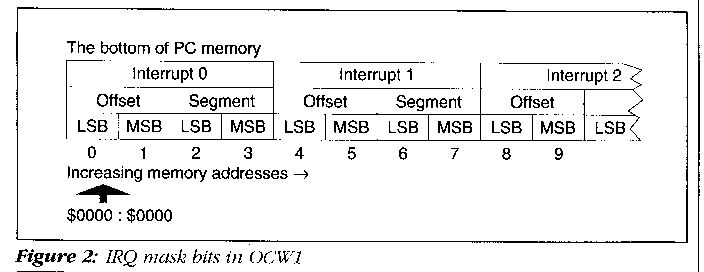 The bottom of PC memory
Interrupt 0 Interrupt 1 Interrupt 2
Offset Segment Offset Segment Offset
LSB MSB LSB MSB LSB MSB LSB MSB LSB MSB LSB
0 1 2 3 4 5 6 7 8 9
Increasing memory addresses →
$0000 : $0000
Figure 2: IRQ mask bits in OCW1